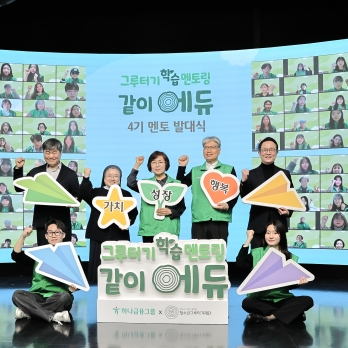 그루터기 학습 멘토링
같이 에듀
4기 멘토 발대식
가치
성장
행복
그루터기 학습 멘토링
같이 에듀
하나금융그룹 x